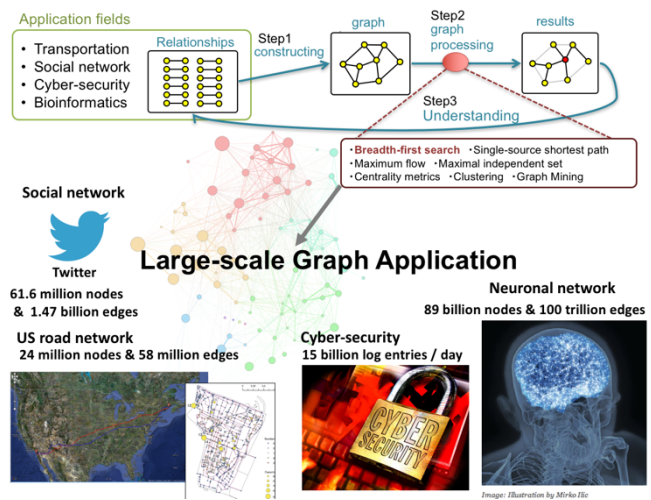 Application fields
• Transportation
• Social network
• Cyber-security
• Bioinformatics
Relationships
Step1
constructing
graph
Step2
graph
processing
results
Step3
Understanding
・Breadth-first search ・Single-source shortest path
・Maximum flow ・Maximal independent set
・Centrality metrics ・Clustering ・Graph Mining
Social network
Twitter
61.6 million nodes
& 1.47 billion edges
Large-scale Graph Application
Neuronal network
89 billion nodes & 100 trillion edges
US road network
24 million nodes & 58 million edges
Cyber-security
15 billion log entries / day
CYBER
SECURITY
Image: Illustration by Mirko Ilic